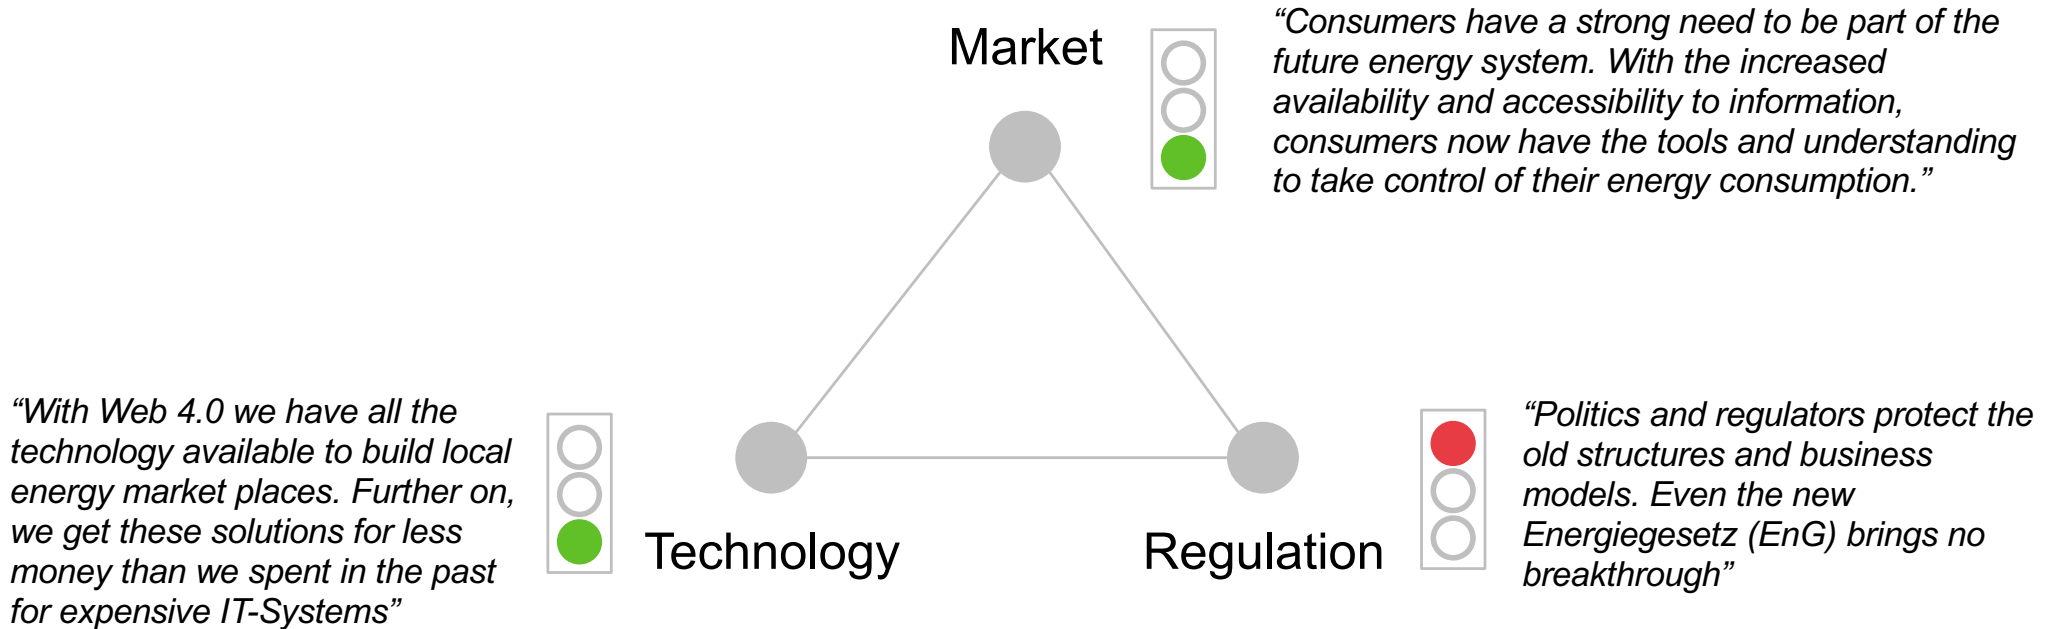 Market
“Consumers have a strong need to be part of the
future energy system. With the increased
availability and accessibility to information,
consumers now have the tools and understanding
to take control of their energy consumption.”
“With Web 4.0 we have all the
technology available to build local
energy market places. Further on,
we get these solutions for less
money than we spent in the past
for expensive IT-Systems”
Technology
Regulation
“Politics and regulators protect the
old structures and business
models. Even the new
Energiegesetz (EnG) brings no
breakthrough”